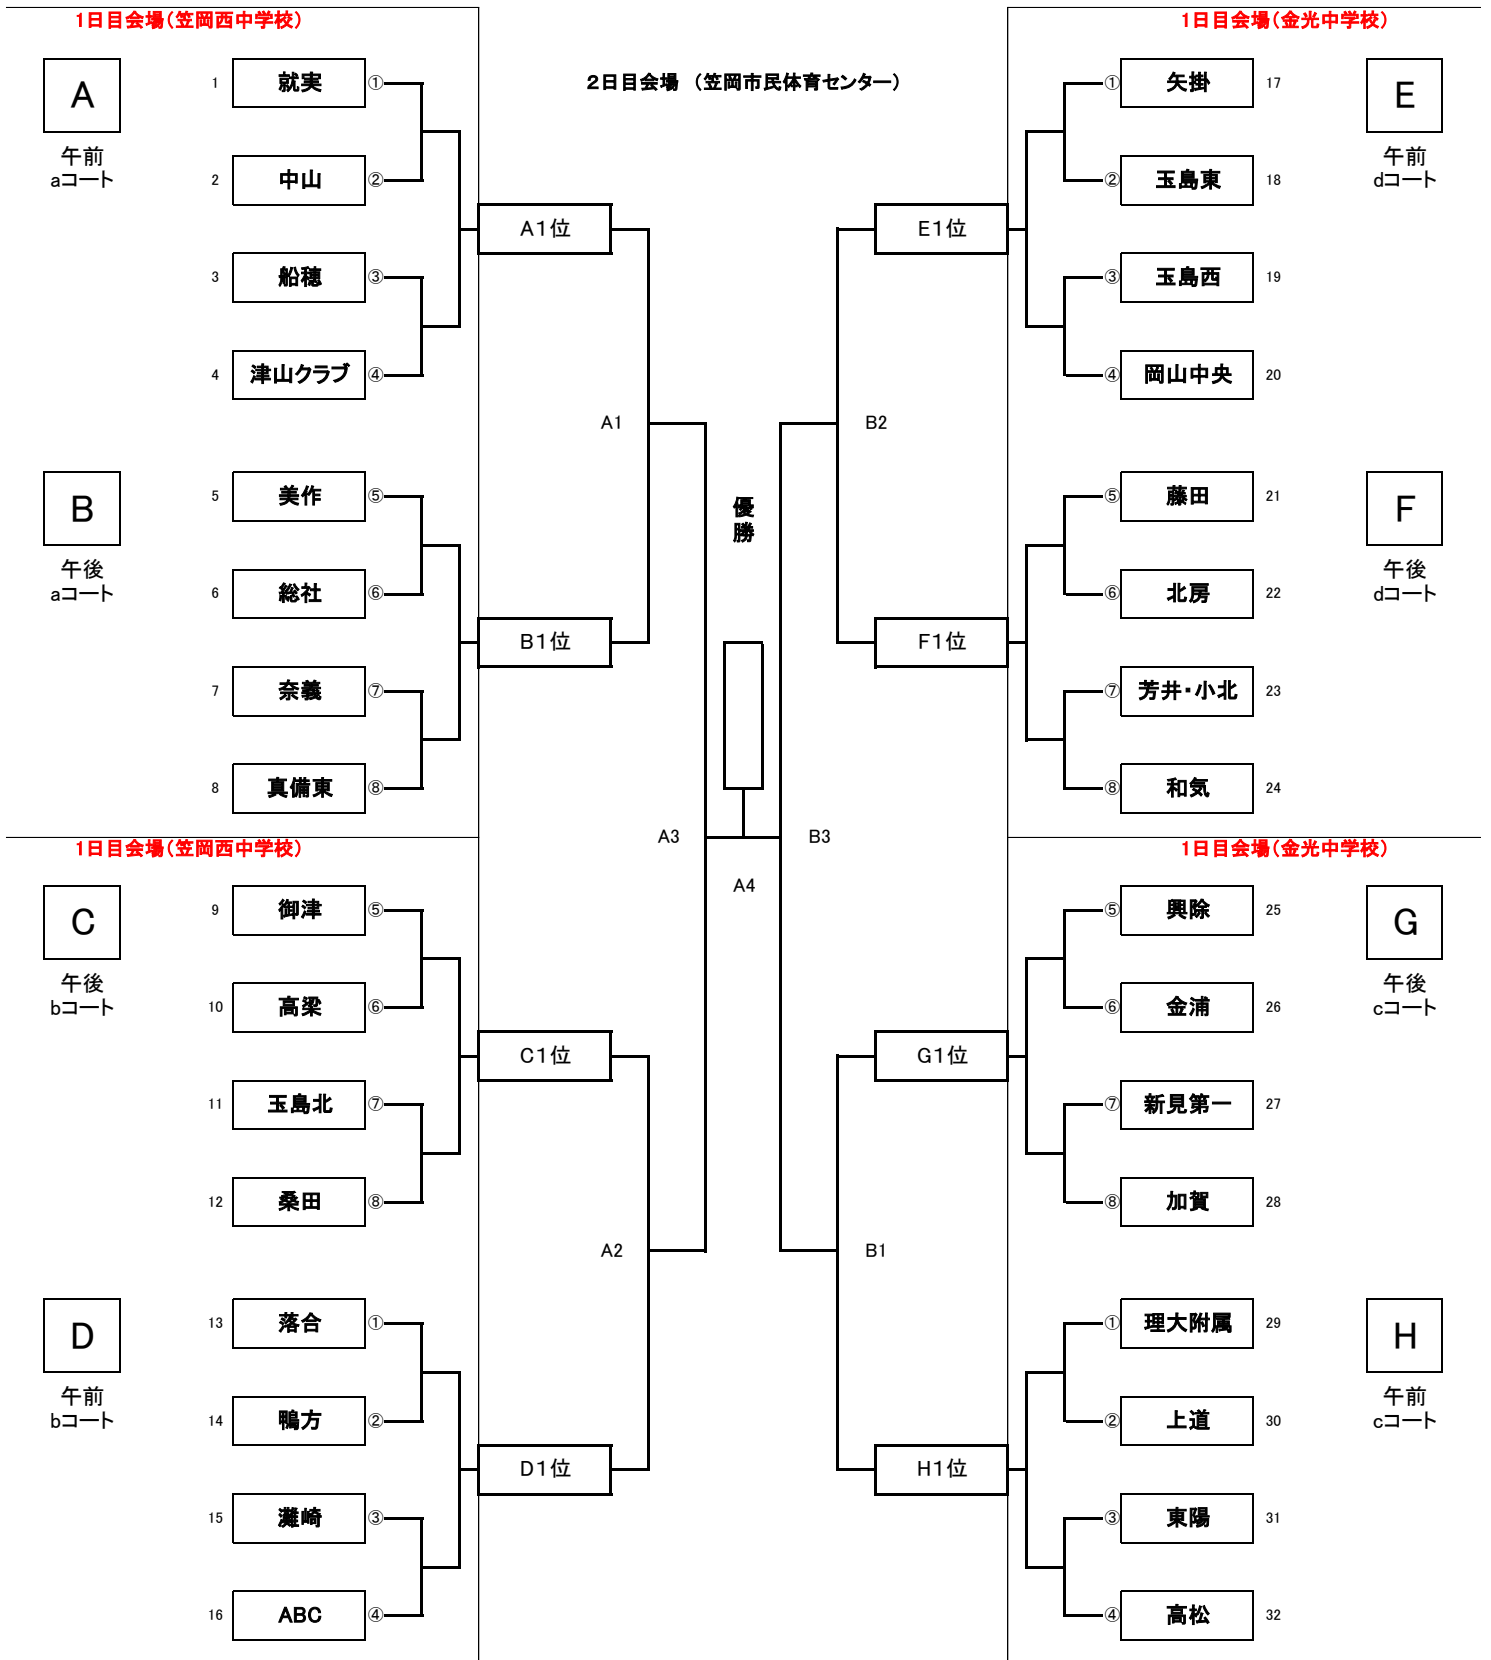 1日目会場（笠岡西中学校）
A
午前
aコート
1 就実 ①
2 中山 ②
3 船穂 ③
4 津山クラブ ④
A1位
B
午後
aコート
5 美作 ⑤
6 総社 ⑥
7 奈義 ⑦
8 真備東 ⑧
B1位
A1
1日目会場（笠岡西中学校）
C
午後
bコート
9 御津 ⑤
10 高梁 ⑥
11 玉島北 ⑦
12 桑田 ⑧
C1位
D
午前
bコート
13 落合 ①
14 鴨方 ②
15 灘崎 ③
16 ABC ④
D1位
A2
2日目会場 （笠岡市民体育センター）
優
勝
A3
B3
A4
1日目会場（金光中学校）
E
午前
dコート
① 矢掛 17
② 玉島東 18
③ 玉島西 19
④ 岡山中央 20
E1位
B2
F
午後
dコート
⑤ 藤田 21
⑥ 北房 22
⑦ 芳井・小北 23
⑧ 和気 24
F1位
1日目会場（金光中学校）
G
午後
cコート
⑤ 興除 25
⑥ 金浦 26
⑦ 新見第一 27
⑧ 加賀 28
G1位
B1
H
午前
cコート
① 理大附属 29
② 上道 30
③ 東陽 31
④ 高松 32
H1位